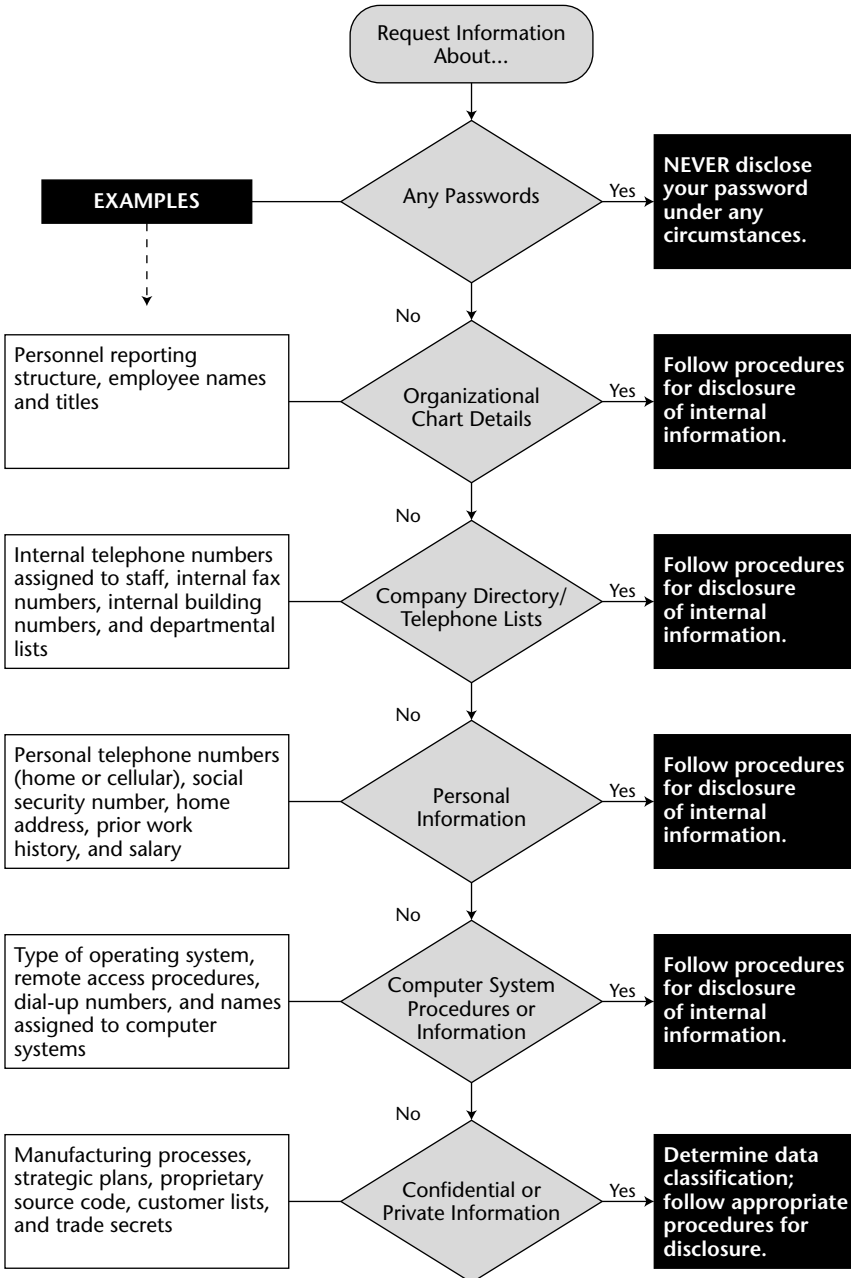 Request Information
About...
Any Passwords
Yes
NEVER disclose
your password
under any
circumstances.
EXAMPLES
No
Personnel reporting
structure, employee names
and titles
Organizational
Chart Details
Yes
Follow procedures
for disclosure
of internal
information.
No
Internal telephone numbers
assigned to staff, internal fax
numbers, internal building
numbers, and departmental
lists
Company Directory/
Telephone Lists
Yes
Follow procedures
for disclosure
of internal
information.
No
Personal telephone numbers
(home or cellular), social
security number, home
address, prior work
history, and salary
Personal
Information
Yes
Follow procedures
for disclosure
of internal
information.
No
Type of operating system,
remote access procedures,
dial-up numbers, and names
assigned to computer
systems
Computer System
Procedures or
Information
Yes
Follow procedures
for disclosure
of internal
information.
No
Manufacturing processes,
strategic plans, proprietary
source code, customer lists,
and trade secrets
Confidential or
Private Information
Yes
Determine data
classification;
follow appropriate
procedures for
disclosure.